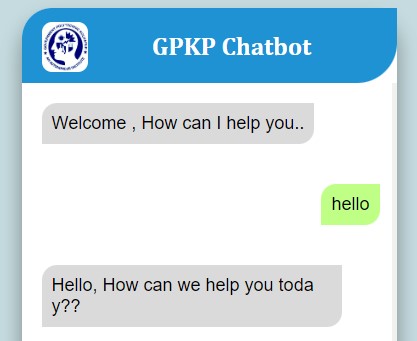 GPKP Chatbot
Welcome , How can I help you..
hello
Hello, How can we help you toda
y??